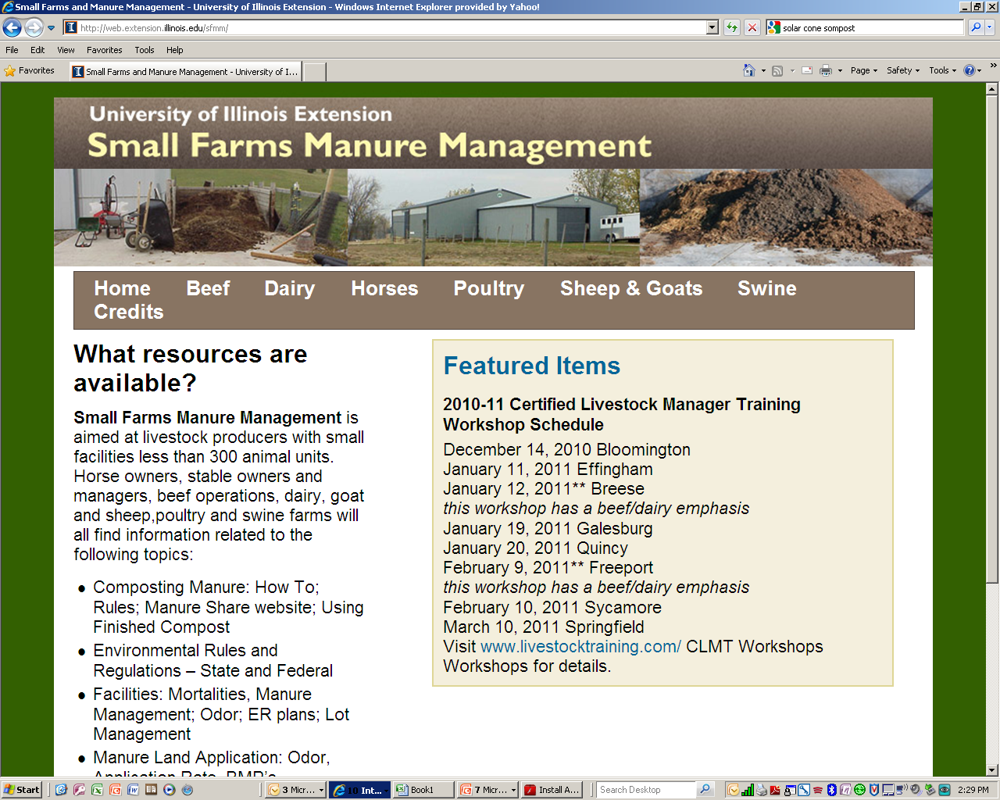 Small Farms and Manure Management - University of Illinois Extension - Windows Internet Explorer provided by Yahoo!
http://web.extension.illinois.edu/sfmm/
solar cone sompost
File Edit View Favorites Tools Help
Favorites
Small Farms and Manure Management - University of I...
Page Safety Tools
University of Illinois Extension
Small Farms Manure Management
Home Beef Dairy Horses Poultry Sheep & Goats Swine
Credits
What resources are
available?
Small Farms Manure Management is
aimed at livestock producers with small
facilities less than 300 animal units.
Horse owners, stable owners and
managers, beef operations, dairy, goat
and sheep,poultry and swine farms will
all find information related to the
following topics:
● Composting Manure: How To;
Rules; Manure Share website; Using
Finished Compost
● Environmental Rules and
Regulations – State and Federal
● Facilities: Mortalities, Manure
Management; Odor; ER plans; Lot
Management
● Manure Land Application: Odor,
Application Rate, BMP's
Featured Items
2010-11 Certified Livestock Manager Training
Workshop Schedule
December 14, 2010 Bloomington
January 11, 2011 Effingham
January 12, 2011** Breese
this workshop has a beef/dairy emphasis
January 19, 2011 Galesburg
January 20, 2011 Quincy
February 9, 2011** Freeport
this workshop has a beef/dairy emphasis
February 10, 2011 Sycamore
March 10, 2011 Springfield
Visit www.livestocktraining.com/ CLMT Workshops
Workshops for details.
Start 3 Micr... 10 Int... Book1 7 Micr... Install A... Search Desktop 2:29 PM